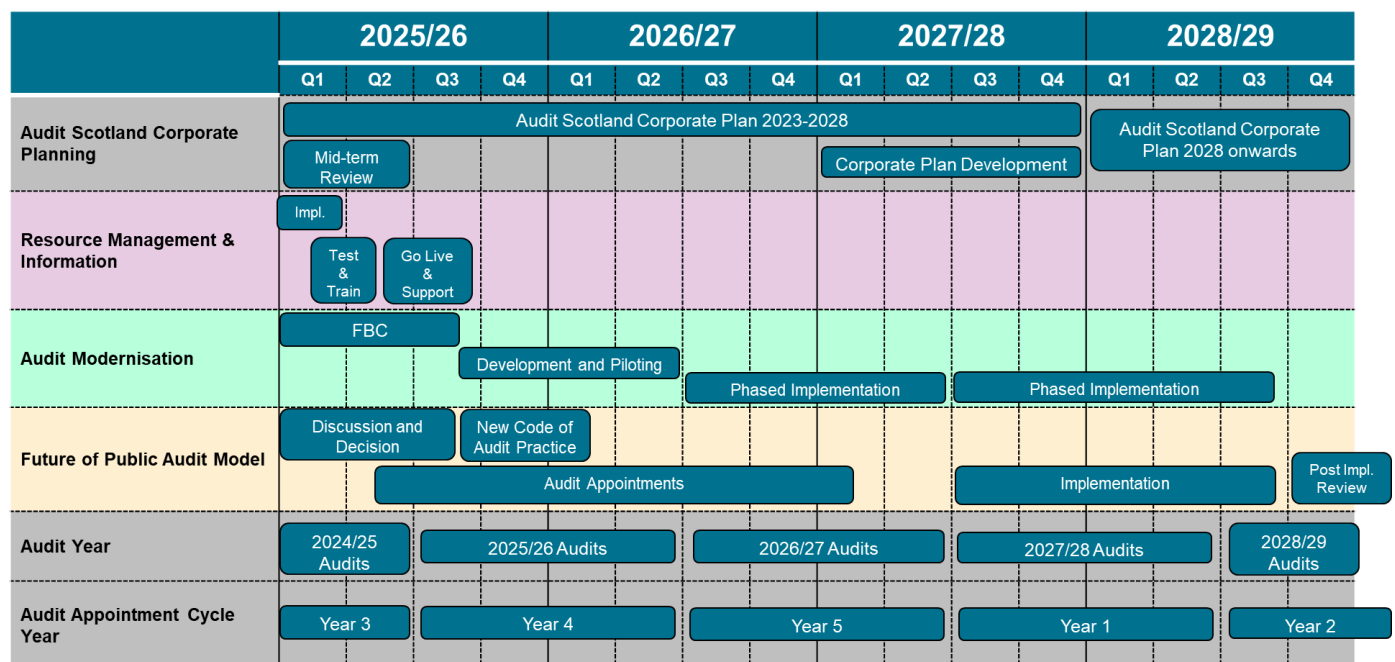 2025/26
2026/27
2027/28
2028/29
Q1
Q2
Q3
Q4
Q1
Q2
Q3
Q4
Q1
Q2
Q3
Q4
Q1
Q2
Q3
Q4
Audit Scotland Corporate
Planning
Audit Scotland Corporate Plan 2023-2028
Audit Scotland Corporate
Plan 2028 onwards
Mid-term
Review
Corporate Plan Development
Resource Management &
Information
Impl.
Test
&
Train
Go Live
&
Support
Audit Modernisation
FBC
Development and Piloting
Phased Implementation
Phased Implementation
Future of Public Audit Model
Discussion and
Decision
New Code of
Audit Practice
Audit Appointments
Implementation
Post Impl.
Review
Audit Year
2024/25
Audits
2025/26 Audits
2026/27 Audits
2027/28 Audits
2028/29
Audits
Audit Appointment Cycle
Year
Year 3
Year 4
Year 5
Year 1
Year 2